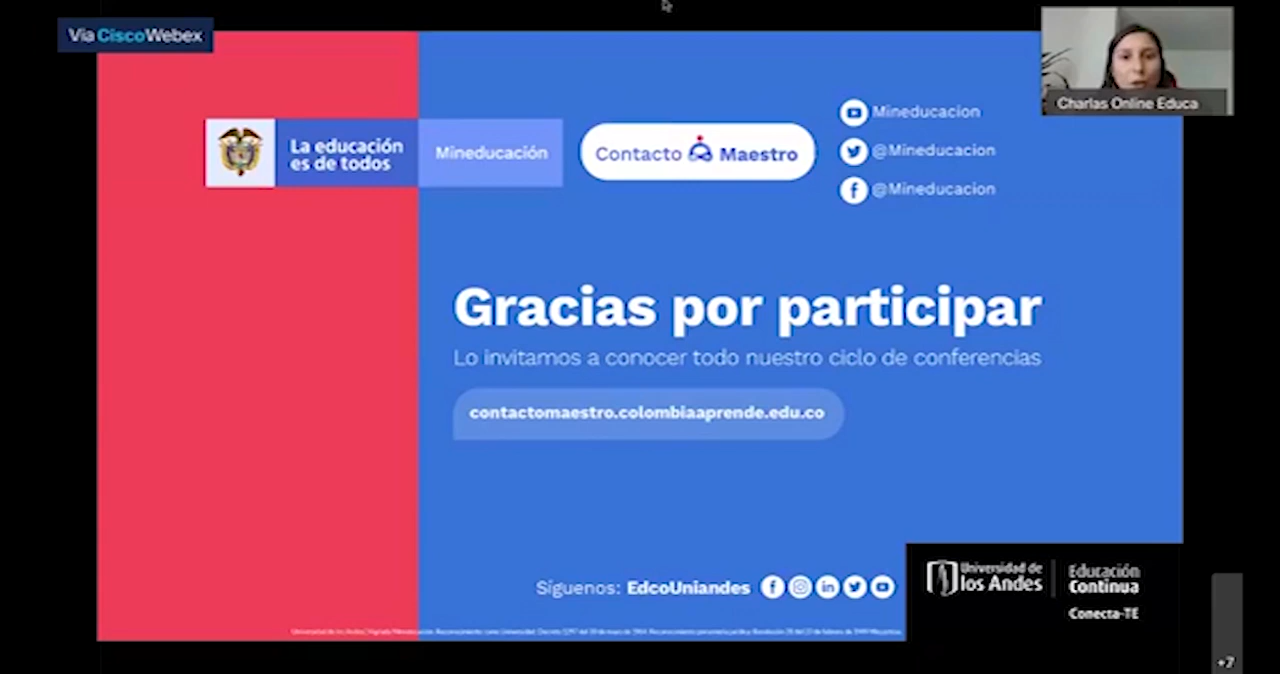 Vía CiscoWebex
Charlas Online Educa
La educación
es de todos
Mineducación
Contacto Maestro
Mineducacion
@Mineducacion
@Mineducacion
Gracias por participar
Lo invitamos a conocer todo nuestro ciclo de conferencias
contactomaestro.colombiaaprende.edu.co
Síguenos: EdcoUniandes
Universidad de
los Andes
Educación
Continua
Conecta-TE
+7